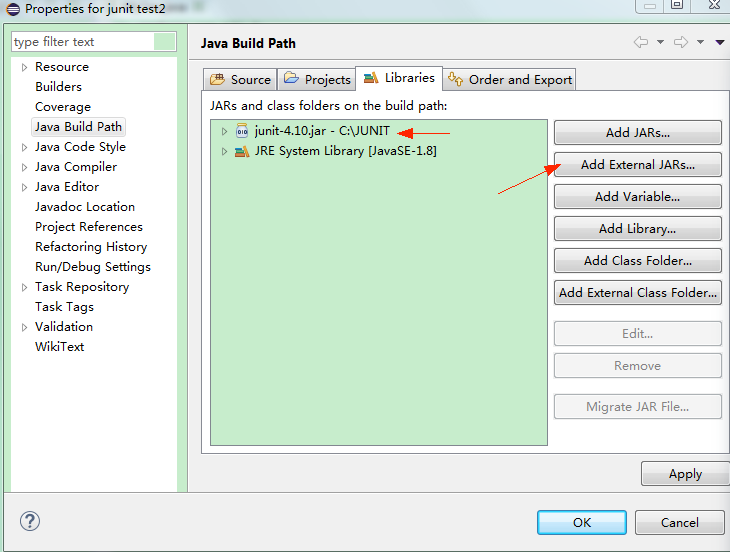 Properties for junit test2
type filter text
Resource
Builders
Coverage
Java Build Path
Java Code Style
Java Compiler
Java Editor
Javadoc Location
Project References
Refactoring History
Run/Debug Settings
Task Repository
Task Tags
Validation
WikiText
Java Build Path
Source
Projects
Libraries
Order and Export
JARs and class folders on the build path:
junit-4.10.jar - C:\JUNIT
JRE System Library [JavaSE-1.8]
Add JARs...
Add External JARs...
Add Variable...
Add Library...
Add Class Folder...
Add External Class Folder...
Edit...
Remove
Migrate JAR File...
Apply
?
OK
Cancel